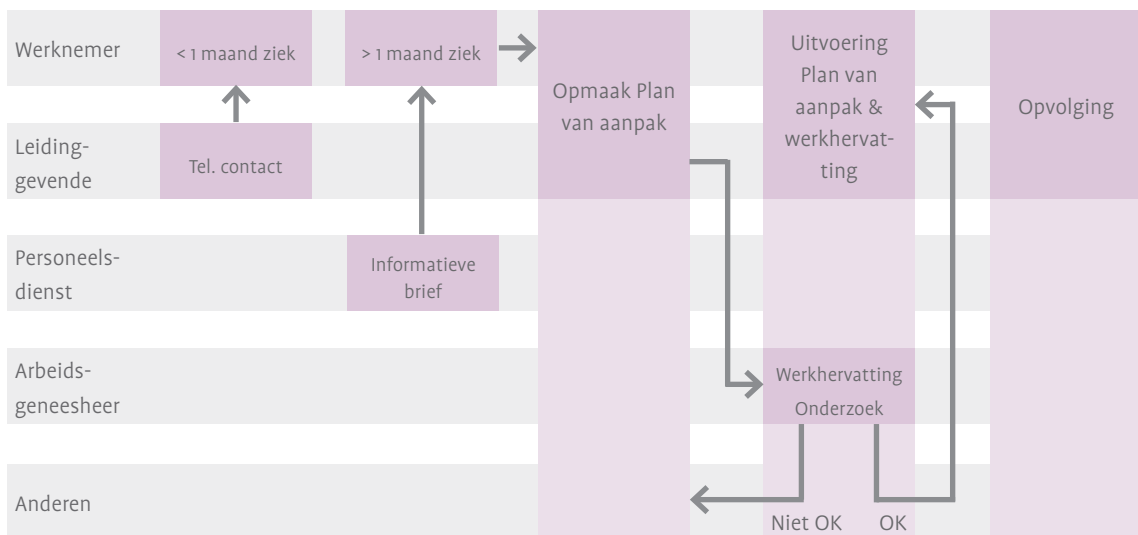 Werknemer
< 1 maand ziek
> 1 maand ziek
Opmaak Plan
van aanpak
Uitvoering
Plan van
aanpak &
werkhervat-
ting
Opvolging
Leiding-
gevende
Tel. contact
Personeels-
dienst
Informatieve
brief
Arbeids-
geneesheer
Werkhervatting
Onderzoek
Anderen
Niet OK
OK